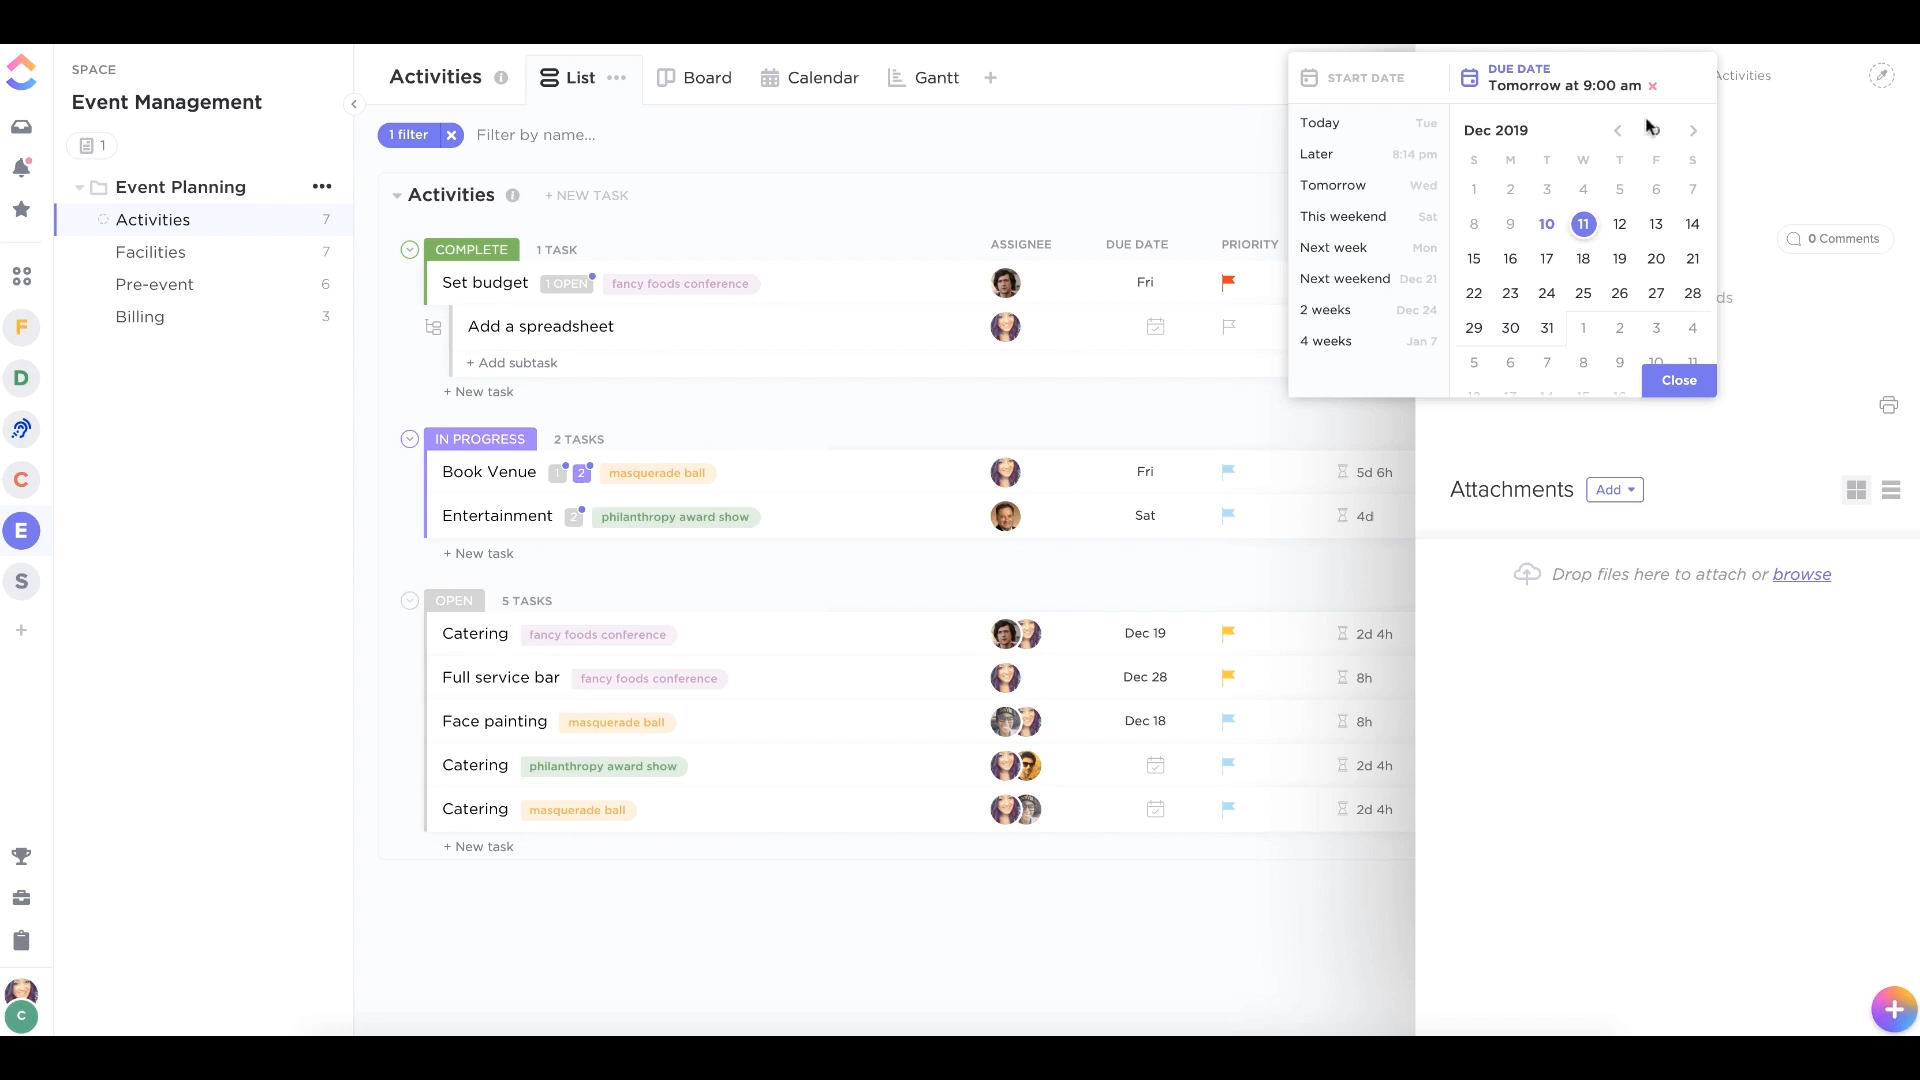 SPACE
Event Management
1
Event Planning
Activities 7
Facilities 7
Pre-event 6
Billing 3
F
D
C
E
S
C
Activities
List
Board
Calendar
Gantt
1 filter
Filter by name...
Activities + NEW TASK
COMPLETE 1 TASK ASSIGNEE DUE DATE PRIORITY
Set budget 1 OPEN fancy foods conference Fri
Add a spreadsheet
+ Add subtask
+ New task
IN PROGRESS 2 TASKS
Book Venue 1 2 masquerade ball Fri 5d 6h
Entertainment 2 philanthropy award show Sat 4d
+ New task
OPEN 5 TASKS
Catering fancy foods conference Dec 19 2d 4h
Full service bar fancy foods conference Dec 28 8h
Face painting masquerade ball Dec 18 8h
Catering philanthropy award show 2d 4h
Catering masquerade ball 2d 4h
+ New task
START DATE
DUE DATE
Tomorrow at 9:00 am
Today Tue
Later 8:14 pm
Tomorrow Wed
This weekend Sat
Next week Mon
Next weekend Dec 21
2 weeks Dec 24
4 weeks Jan 7
Dec 2019
S M T W T F S
1 2 3 4 5 6 7
8 9 10 11 12 13 14
15 16 17 18 19 20 21
22 23 24 25 26 27 28
29 30 31 1 2 3 4
5 6 7 8 9 10 11
Close
Activities
0 Comments
Attachments Add
Drop files here to attach or browse